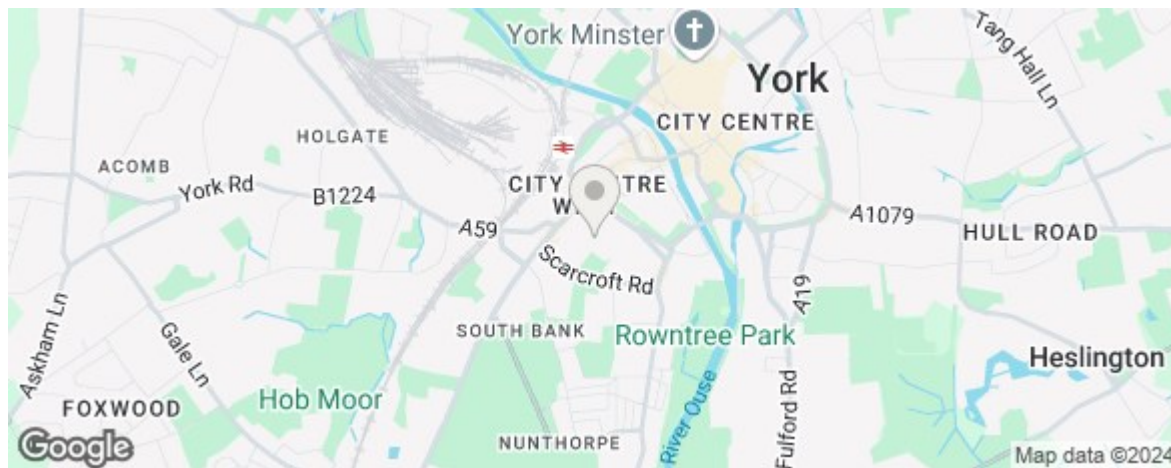 York Minster
York
Tang Hall Ln
CITY CENTRE
HOLGATE
ACOMB
York Rd
B1224
CITY CENTRE
A59
A1079
HULL ROAD
Scarcroft Rd
A19
Askham Ln
Gale Ln
SOUTH BANK
Rowntree Park
Heslington
FOXWOOD
Hob Moor
River Ouse
Fulford Rd
NUNTHORPE
Google
Map data ©2024